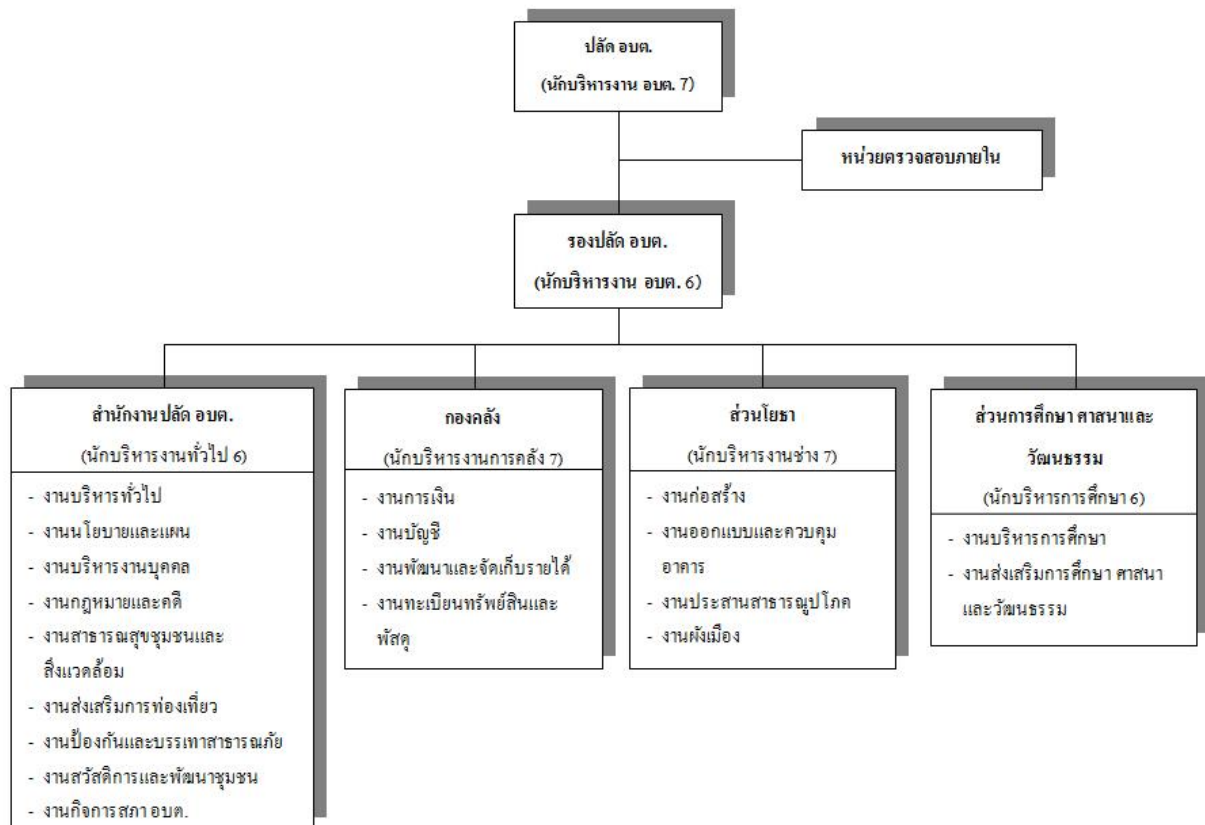 ปลัด อบต.
(นักบริหารงาน อบต. 7)
หน่วยตรวจสอบภายใน
รองปลัด อบต.
(นักบริหารงาน อบต. 6)
สำนักงานปลัด อบต.
(นักบริหารงานทั่วไป 6)
- งานบริหารทั่วไป
- งานนโยบายและแผน
- งานบริหารงานบุคคล
- งานกฎหมายและคดี
- งานสาธารณสุขชุมชนและ
สิ่งแวดล้อม
- งานส่งเสริมการท่องเที่ยว
- งานป้องกันและบรรเทาสาธารณภัย
- งานสวัสดิการและพัฒนาชุมชน
- งานกิจการสภา อบต.
กองคลัง
(นักบริหารงานการคลัง 7)
- งานการเงิน
- งานบัญชี
- งานพัฒนาและจัดเก็บรายได้
- งานทะเบียนทรัพย์สินและ
พัสดุ
ส่วนโยธา
(นักบริหารงานช่าง 7)
- งานก่อสร้าง
- งานออกแบบและควบคุม
อาคาร
- งานประสานสาธารณูปโภค
- งานผังเมือง
ส่วนการศึกษา ศาสนาและ
วัฒนธรรม
(นักบริหารการศึกษา 6)
- งานบริหารการศึกษา
- งานส่งเสริมการศึกษา ศาสนา
และวัฒนธรรม